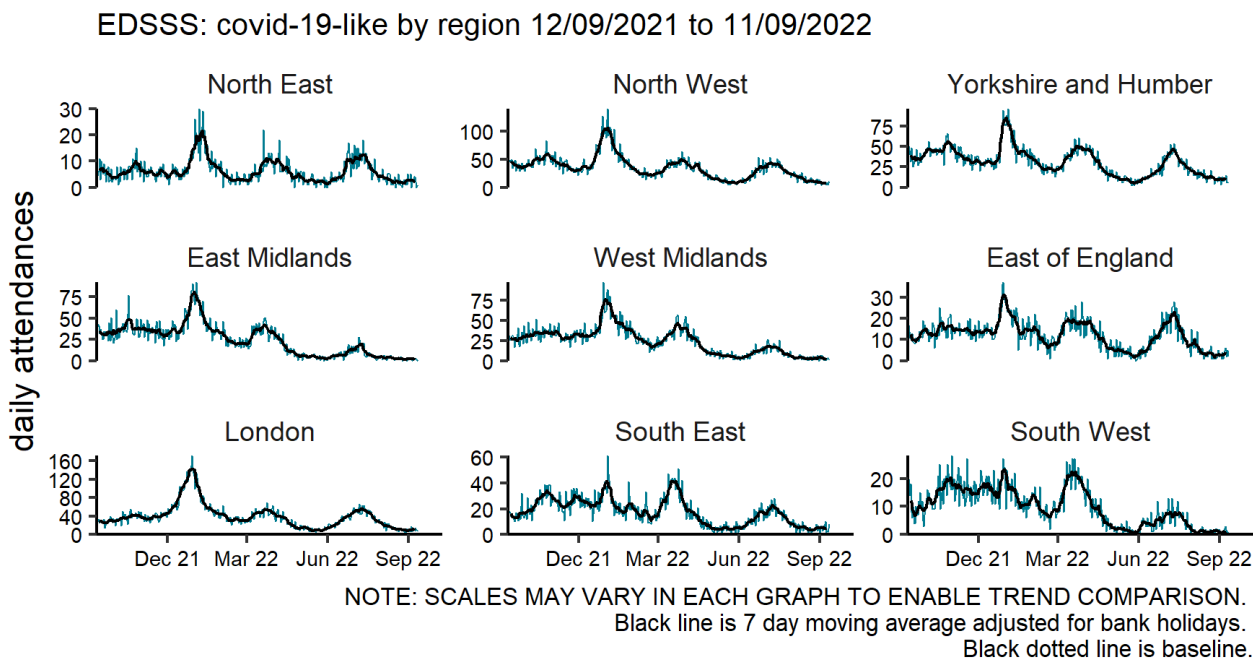 EDSSS: covid-19-like by region 12/09/2021 to 11/09/2022
North East
North West
Yorkshire and Humber
30
20
10
0
100
50
0
75
50
25
0
East Midlands
West Midlands
East of England
75
50
25
0
75
50
25
0
30
20
10
0
daily attendances
London
South East
South West
160
120
80
40
0
60
40
20
0
20
10
0
Dec 21 Mar 22 Jun 22 Sep 22
Dec 21 Mar 22 Jun 22 Sep 22
Dec 21 Mar 22 Jun 22 Sep 22
NOTE: SCALES MAY VARY IN EACH GRAPH TO ENABLE TREND COMPARISON.
Black line is 7 day moving average adjusted for bank holidays.
Black dotted line is baseline.